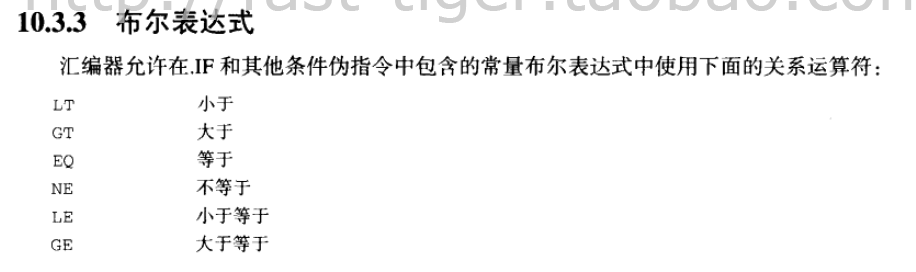 http://fast-tiger.taobao.com
10.3.3 布尔表达式
汇编器允许在.IF 和其他条件伪指令中包含的常量布尔表达式中使用下面的关系运算符：
LT 小于
GT 大于
EQ 等于
NE 不等于
LE 小于等于
GE 大于等于